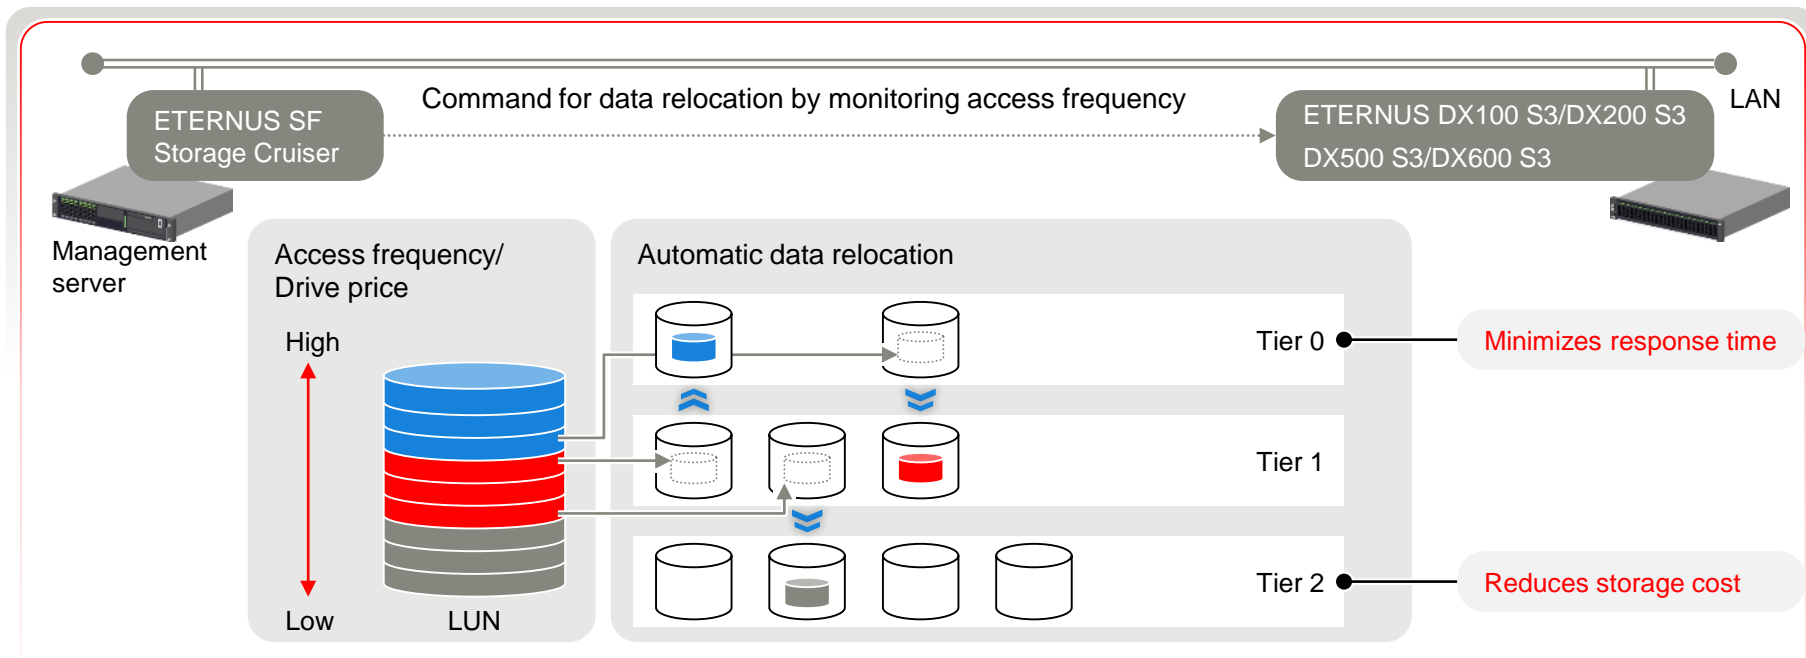 Command for data relocation by monitoring access frequency
LAN
ETERNUS SF
Storage Cruiser
ETERNUS DX100 S3/DX200 S3
DX500 S3/DX600 S3
Management
server
Access frequency/
Drive price
High
Low
LUN
Automatic data relocation
Tier 0
Minimizes response time
Tier 1
Tier 2
Reduces storage cost